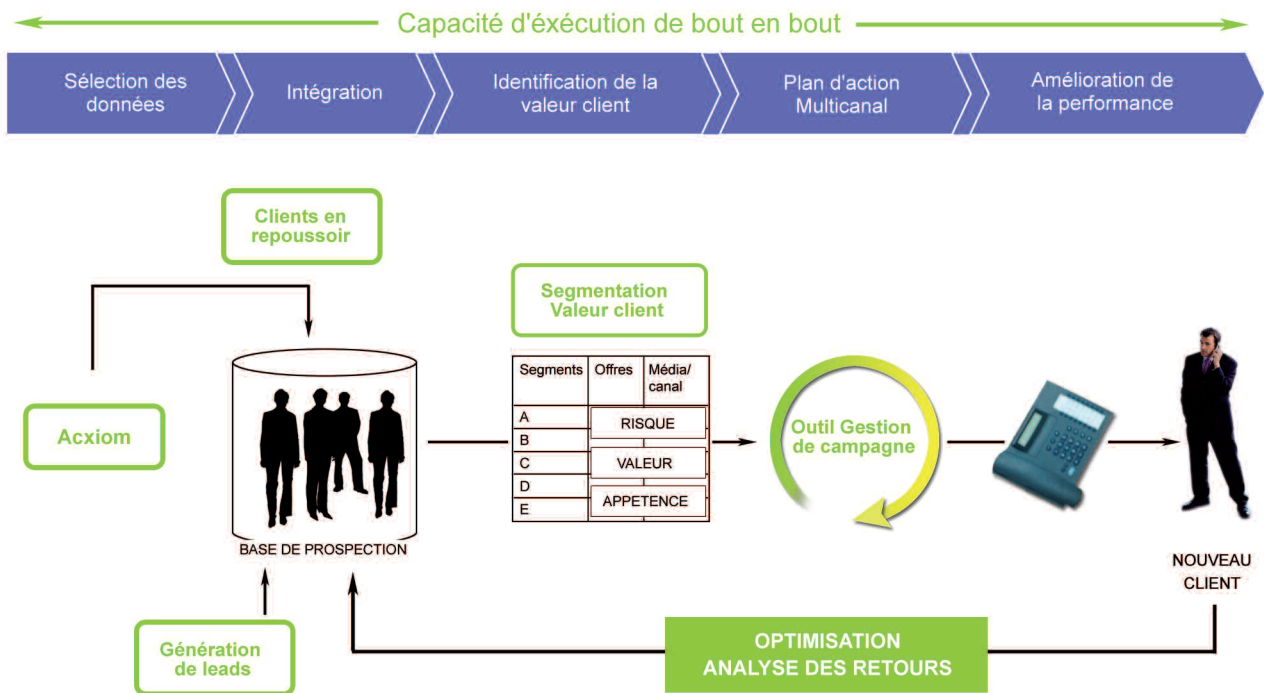 Capacité d'éxécution de bout en bout
Sélection des
données
Intégration
Identification de la
valeur client
Plan d'action
Multicanal
Amélioration de
la performance
Clients en
repoussoir
Segmentation
Valeur client
Acxiom
Segments
Offres
Média/
canal
A
B
C
D
E
RISQUE
VALEUR
APPETENCE
Outil Gestion
de campagne
BASE DE PROSPECTION
NOUVEAU
CLIENT
Génération
de leads
OPTIMISATION
ANALYSE DES RETOURS